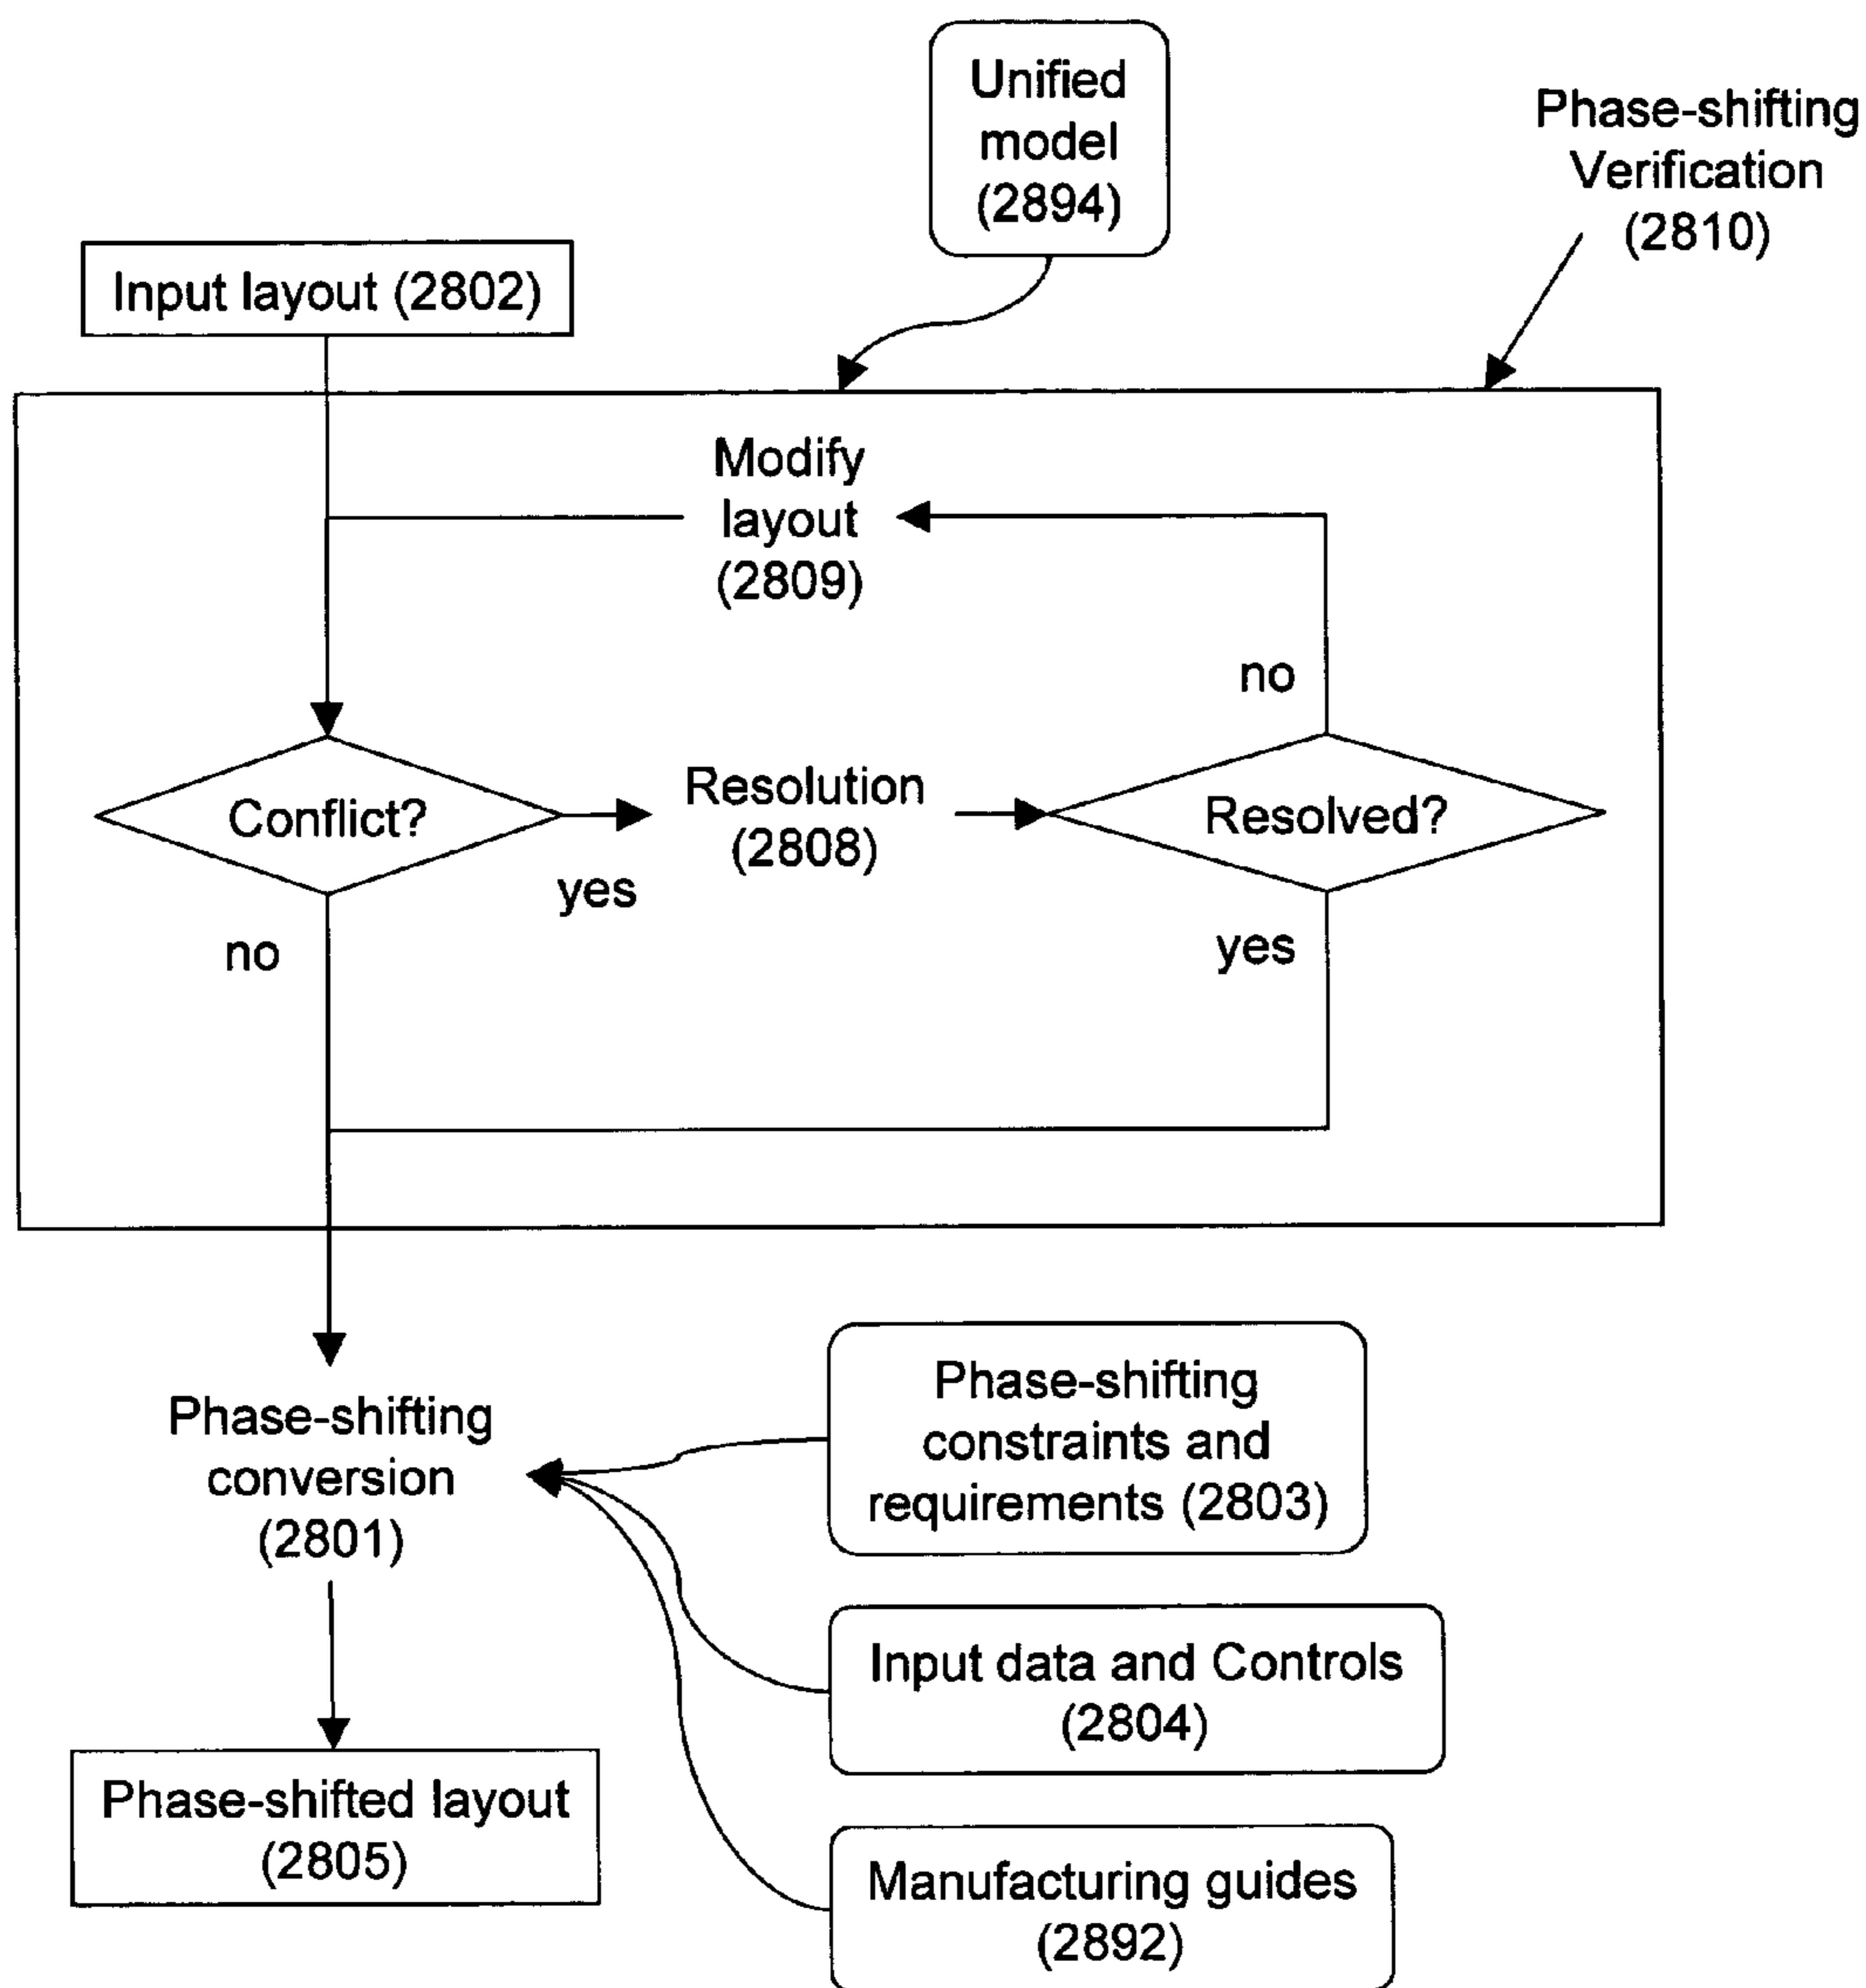 Unified
model
(2894)
Phase-shifting
Verification
(2810)
Input layout (2802)
Modify
layout
(2809)
no
Conflict?
Resolution
(2808)
Resolved?
yes
no
yes
Phase-shifting
conversion
(2801)
Phase-shifting
constraints and
requirements (2803)
Input data and Controls
(2804)
Phase-shifted layout
(2805)
Manufacturing guides
(2892)